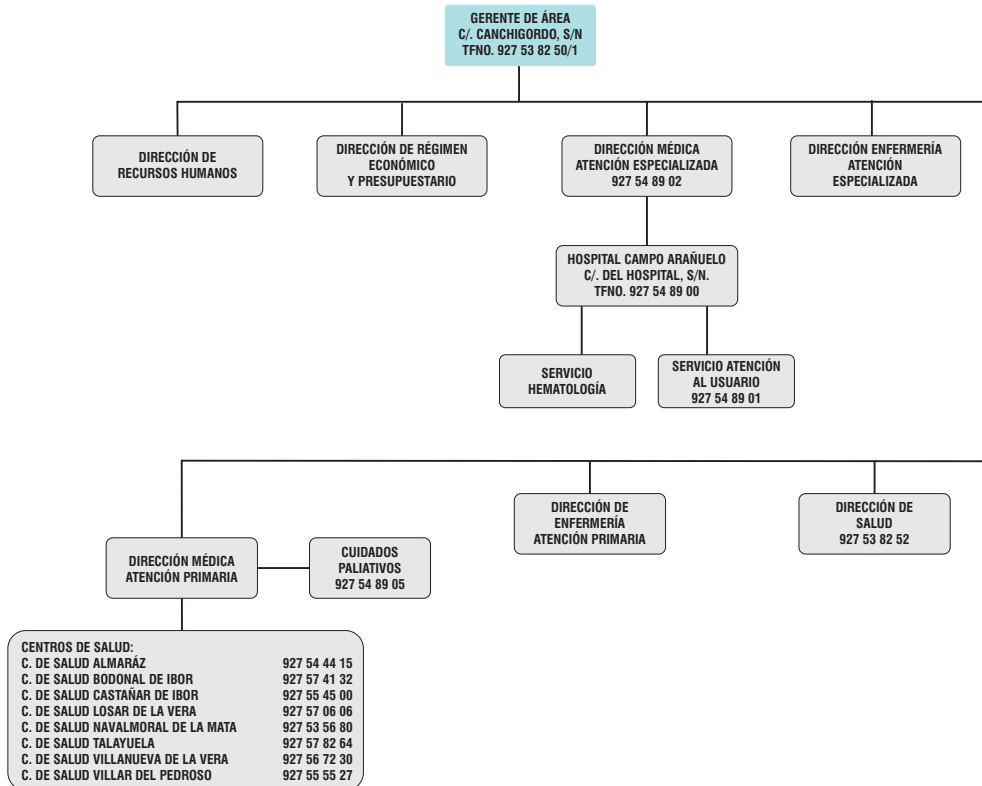 GERENTE DE ÁREA
C/. CANCHIGORDO, S/N
TFNO. 927 53 82 50/1
DIRECCIÓN DE
RECURSOS HUMANOS
DIRECCIÓN DE RÉGIMEN
ECONÓMICO
Y PRESUPUESTARIO
DIRECCIÓN MÉDICA
ATENCIÓN ESPECIALIZADA
927 54 89 02
DIRECCIÓN ENFERMERÍA
ATENCIÓN
ESPECIALIZADA
HOSPITAL CAMPO ARAÑUELO
C/. DEL HOSPITAL, S/N.
TFNO. 927 54 89 00
SERVICIO
HEMATOLOGÍA
SERVICIO ATENCIÓN
AL USUARIO
927 54 89 01
DIRECCIÓN MÉDICA
ATENCIÓN PRIMARIA
CUIDADOS
PALIATIVOS
927 54 89 05
DIRECCIÓN DE
ENFERMERÍA
ATENCIÓN PRIMARIA
DIRECCIÓN DE
SALUD
927 53 82 52
CENTROS DE SALUD:
C. DE SALUD ALMARÁZ 927 54 44 15
C. DE SALUD BODONAL DE IBOR 927 57 41 32
C. DE SALUD CASTAÑAR DE IBOR 927 55 45 00
C. DE SALUD LOSAR DE LA VERA 927 57 06 06
C. DE SALUD NAVALMORAL DE LA MATA 927 53 56 80
C. DE SALUD TALAYUELA 927 57 82 64
C. DE SALUD VILLANUEVA DE LA VERA 927 56 72 30
C. DE SALUD VILLAR DEL PEDROSO 927 55 55 27